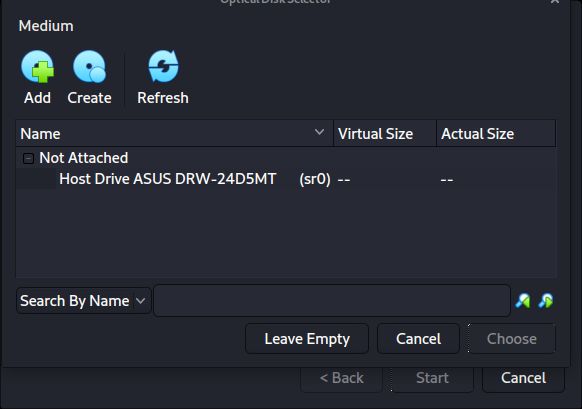 Optical Disk Selector
Medium
Add Create Refresh
Name Virtual Size Actual Size
Not Attached
Host Drive ASUS DRW-24D5MT (sr0) -- --
Search By Name
Leave Empty Cancel Choose
< Back Start Cancel